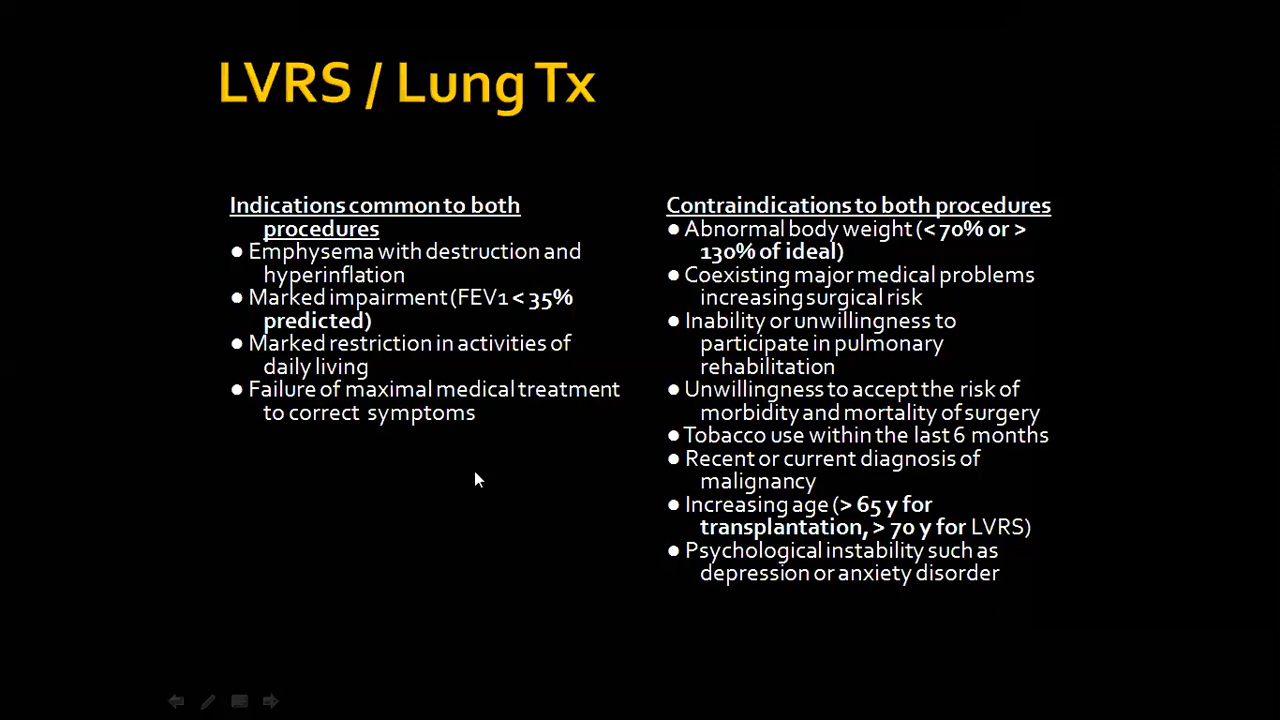 LVRS / Lung Tx
Indications common to both
procedures
● Emphysema with destruction and
hyperinflation
● Marked impairment (FEV1 < 35%
predicted)
● Marked restriction in activities of
daily living
● Failure of maximal medical treatment
to correct symptoms
Contraindications to both procedures
● Abnormal body weight (< 70% or >
130% of ideal)
● Coexisting major medical problems
increasing surgical risk
● Inability or unwillingness to
participate in pulmonary
rehabilitation
● Unwillingness to accept the risk of
morbidity and mortality of surgery
● Tobacco use within the last 6 months
● Recent or current diagnosis of
malignancy
● Increasing age (> 65 y for
transplantation, > 70 y for LVRS)
● Psychological instability such as
depression or anxiety disorder